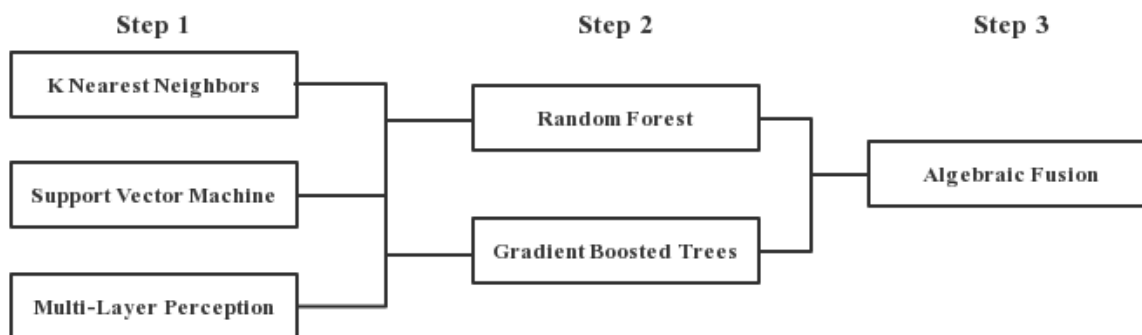 Step 1
Step 2
Step 3
K Nearest Neighbors
Support Vector Machine
Multi-Layer Perception
Random Forest
Gradient Boosted Trees
Algebraic Fusion